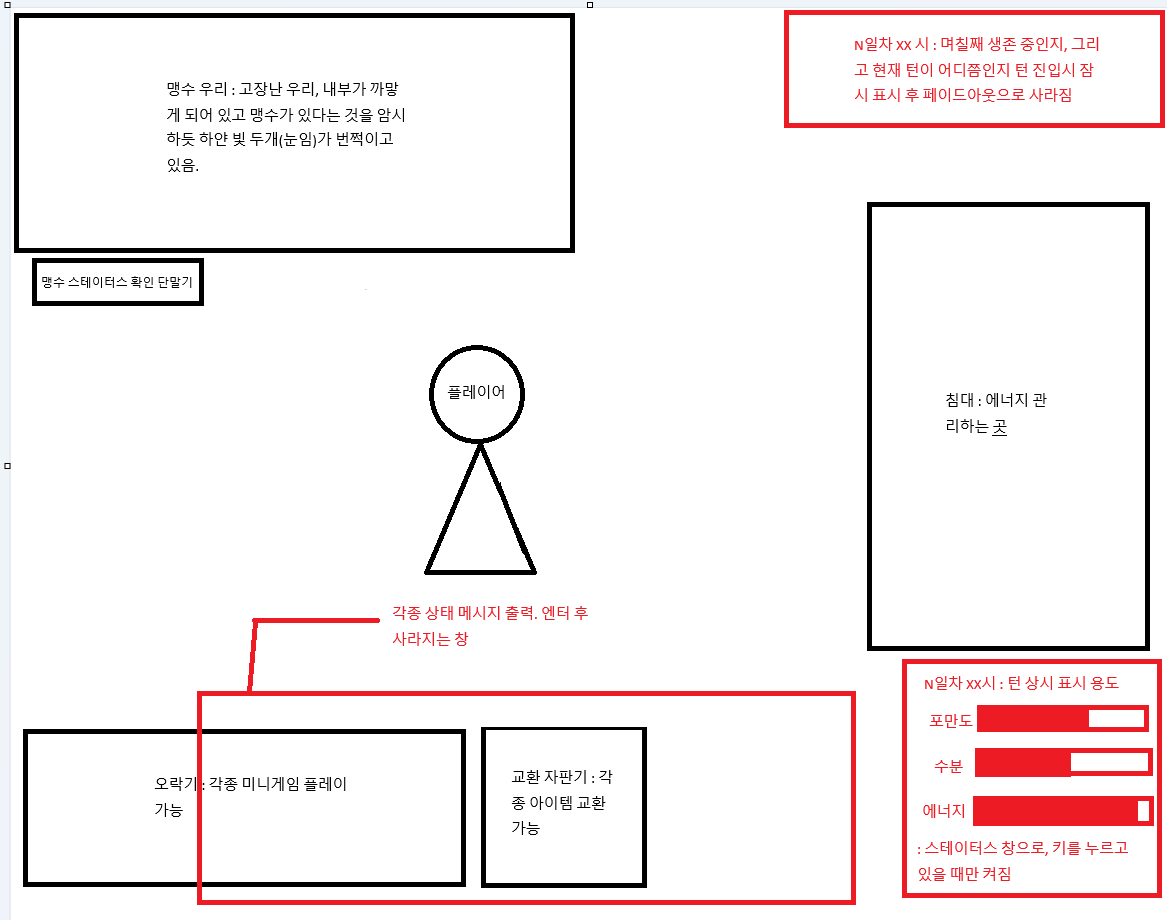 N일차 XX 시 : 며칠째 생존 중인지, 그리
고 현재 턴이 어디쯤인지 턴 진입시 잠
시 표시 후 페이드아웃으로 사라짐
맹수 우리 : 고장난 우리, 내부가 까맣
게 되어 있고 맹수가 있다는 것을 암시
하듯 하얀 빛 두개(눈임)가 번쩍이고
있음.
맹수 스테이터스 확인 단말기
플레이어
침대 : 에너지 관
리하는 곳
각종 상태 메시지 출력. 엔터 후
사라지는 창
N일차 XX시 : 턴 상시 표시 용도
포만도
수분
에너지
: 스테이터스 창으로, 키를 누르고
있을 때만 켜짐
오락기 : 각종 미니게임 플레이
가능
교환 자판기 : 각
종 아이템 교환
가능